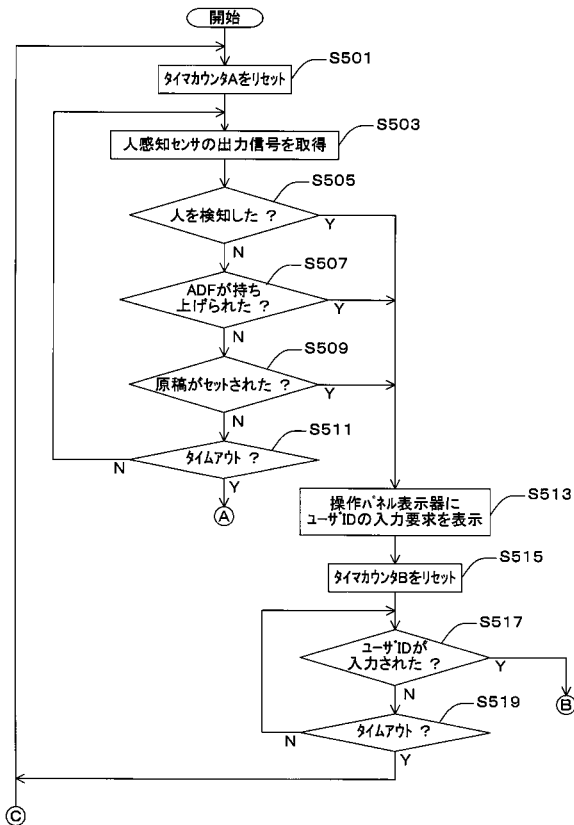 開始
S501
タイマカウンタAをリセット
S503
人感知センサの出力信号を取得
S505
人を検知した ?
Y
N
S507
ADFが持ち
上げられた ?
Y
N
S509
原稿がセットされた ?
Y
N
S511
タイムアウト ?
N
Y
A
S513
操作パネル表示器に
ユーザIDの入力要求を表示
S515
タイマカウンタBをリセット
S517
ユーザIDが
入力された ?
Y
N
B
S519
タイムアウト ?
N
Y
C